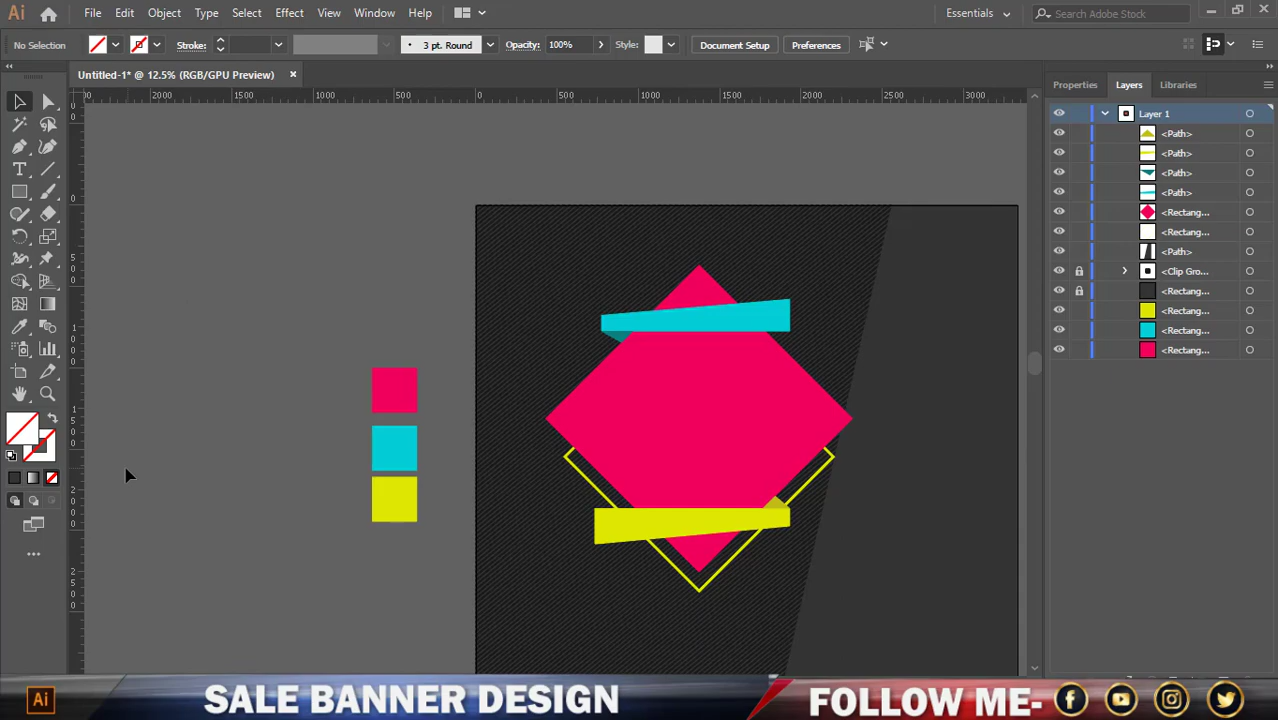 Ai File Edit Object Type Select Effect View Window Help Essentials Search Adobe Stock
No Selection Stroke: 3 pt. Round Opacity: 100% Style: Document Setup Preferences
Untitled-1* @ 12.5% (RGB/GPU Preview)
Properties Layers Libraries
2000 1500 1000 500 0 500 1000 1500 2000 2500 3000
Layer 1
<Path>
<Path>
<Path>
<Path>
<Rectang...
<Rectang...
<Path>
<Clip Gro...
<Rectang...
<Rectang...
<Rectang...
<Rectang...
Ai SALE BANNER DESIGN FOLLOW ME-